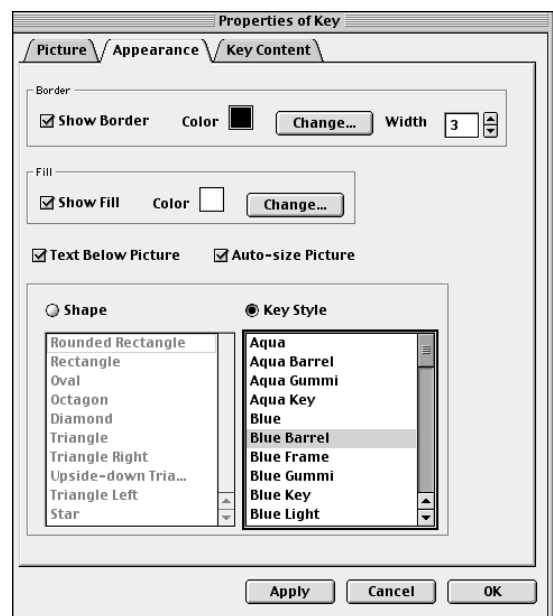 Properties of Key
Picture Appearance Key Content
Border
Show Border Color Change... Width 3
Fill
Show Fill Color Change...
Text Below Picture Auto-size Picture
Shape
Rounded Rectangle
Rectangle
Oval
Octagon
Diamond
Triangle
Triangle Right
Upside-down Tria...
Triangle Left
Star
Key Style
Aqua
Aqua Barrel
Aqua Gummi
Aqua Key
Blue
Blue Barrel
Blue Frame
Blue Gummi
Blue Key
Blue Light
Apply Cancel OK